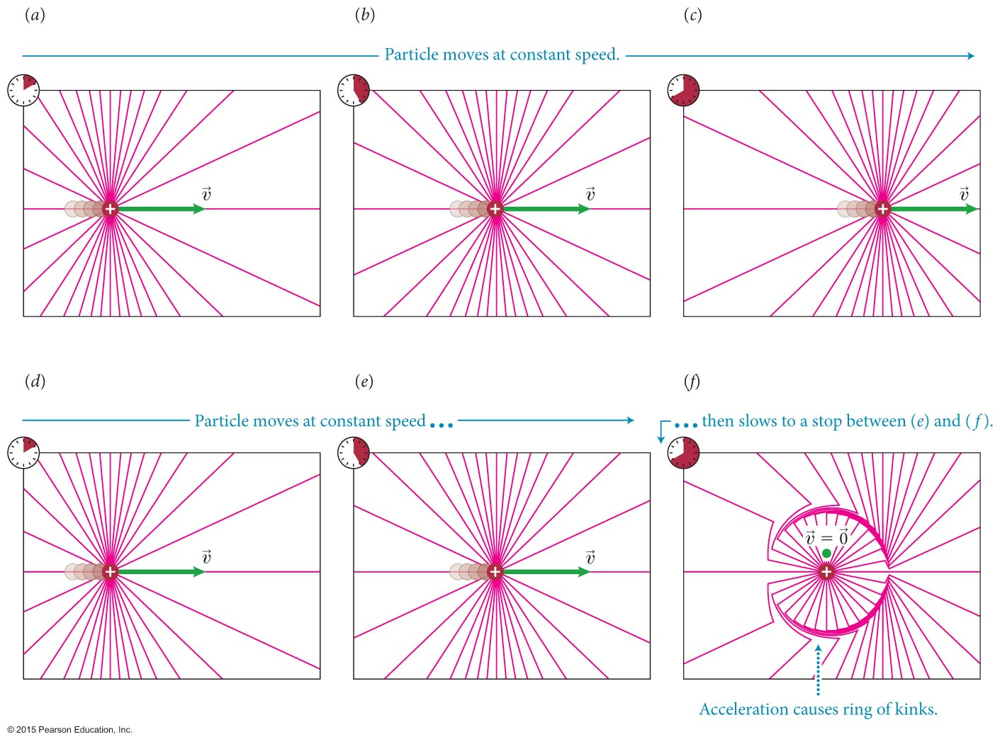 (a)
(b)
(c)
Particle moves at constant speed.
v⃗
v⃗
v⃗
+
+
+
(d)
(e)
(f)
Particle moves at constant speed ...
... then slows to a stop between (e) and (f).
v⃗
v⃗
v⃗ = 0⃗
+
+
+
Acceleration causes ring of kinks.
© 2015 Pearson Education, Inc.